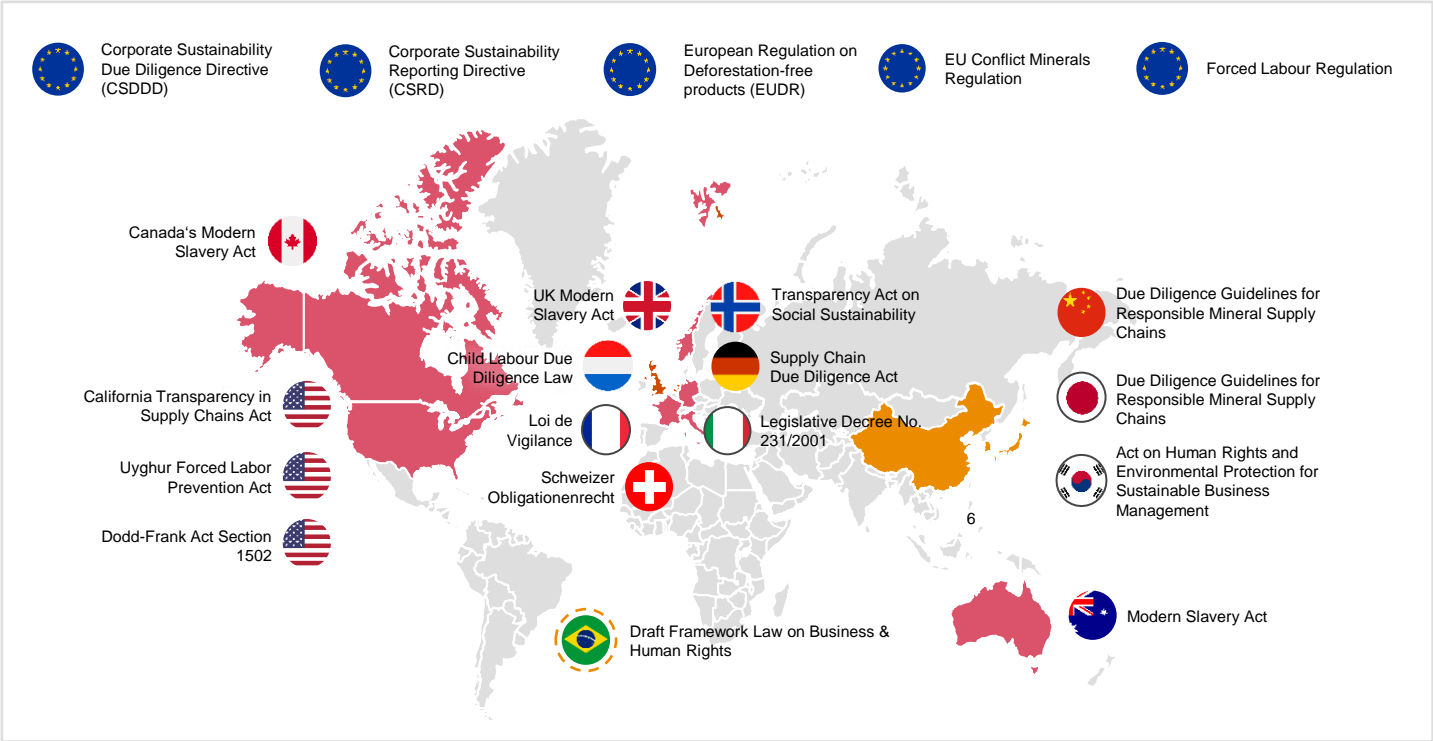 Corporate Sustainability
Due Diligence Directive
(CSDDD)
Corporate Sustainability
Reporting Directive
(CSRD)
European Regulation on
Deforestation-free
products (EUDR)
EU Conflict Minerals
Regulation
Forced Labour Regulation
Canada‘s Modern
Slavery Act
UK Modern
Slavery Act
Transparency Act on
Social Sustainability
Due Diligence Guidelines for
Responsible Mineral Supply
Chains
Child Labour Due
Diligence Law
Supply Chain
Due Diligence Act
California Transparency in
Supply Chains Act
Due Diligence Guidelines for
Responsible Mineral Supply
Chains
Loi de
Vigilance
Legislative Decree No.
231/2001
Uyghur Forced Labor
Prevention Act
Schweizer
Obligationenrecht
Act on Human Rights and
Environmental Protection for
Sustainable Business
Management
6
Dodd-Frank Act Section
1502
Draft Framework Law on Business &
Human Rights
Modern Slavery Act